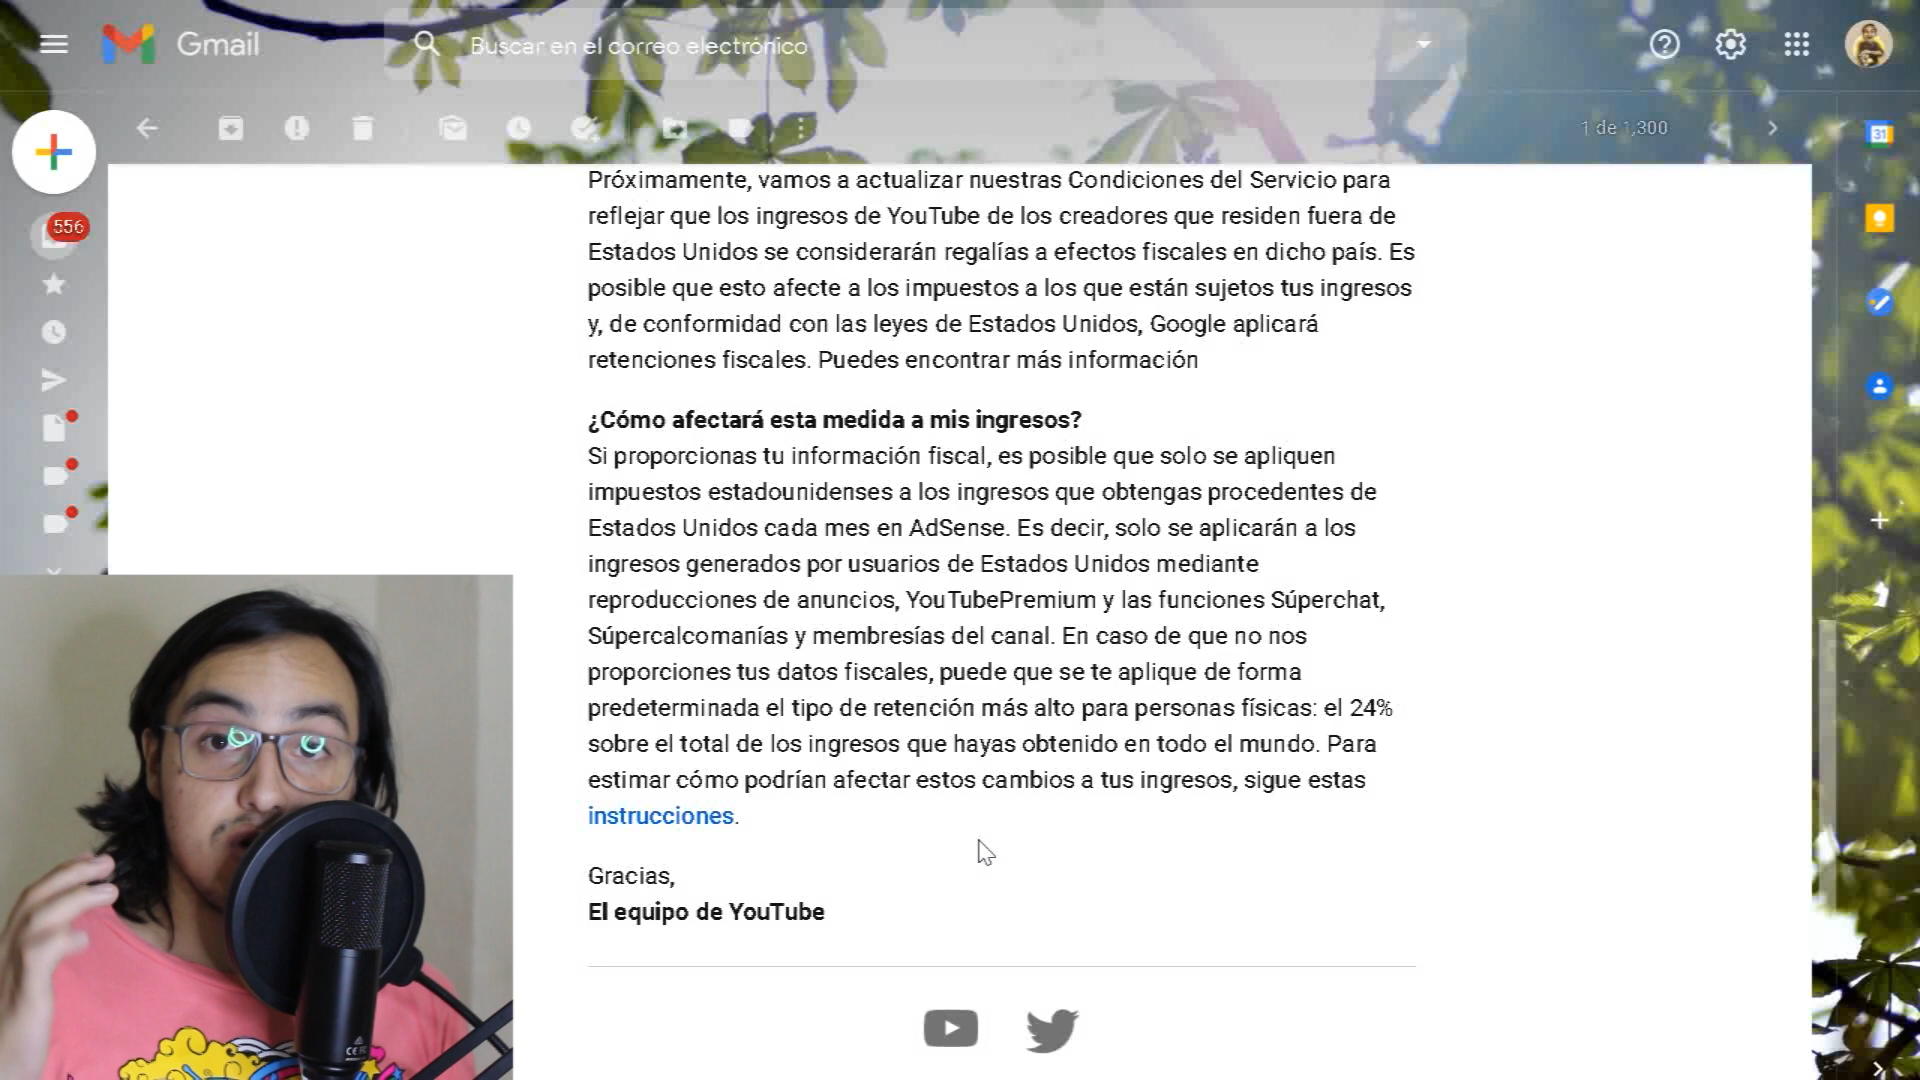 Gmail
Buscar en el correo electrónico
1 de 1,300
31
556
Próximamente, vamos a actualizar nuestras Condiciones del Servicio para
reflejar que los ingresos de YouTube de los creadores que residen fuera de
Estados Unidos se considerarán regalías a efectos fiscales en dicho país. Es
posible que esto afecte a los impuestos a los que están sujetos tus ingresos
y, de conformidad con las leyes de Estados Unidos, Google aplicará
retenciones fiscales. Puedes encontrar más información
¿Cómo afectará esta medida a mis ingresos?
Si proporcionas tu información fiscal, es posible que solo se apliquen
impuestos estadounidenses a los ingresos que obtengas procedentes de
Estados Unidos cada mes en AdSense. Es decir, solo se aplicarán a los
ingresos generados por usuarios de Estados Unidos mediante
reproducciones de anuncios, YouTubePremium y las funciones Súperchat,
Súpercalcomanías y membresías del canal. En caso de que no nos
proporciones tus datos fiscales, puede que se te aplique de forma
predeterminada el tipo de retención más alto para personas físicas: el 24%
sobre el total de los ingresos que hayas obtenido en todo el mundo. Para
estimar cómo podrían afectar estos cambios a tus ingresos, sigue estas
instrucciones.
Gracias,
El equipo de YouTube